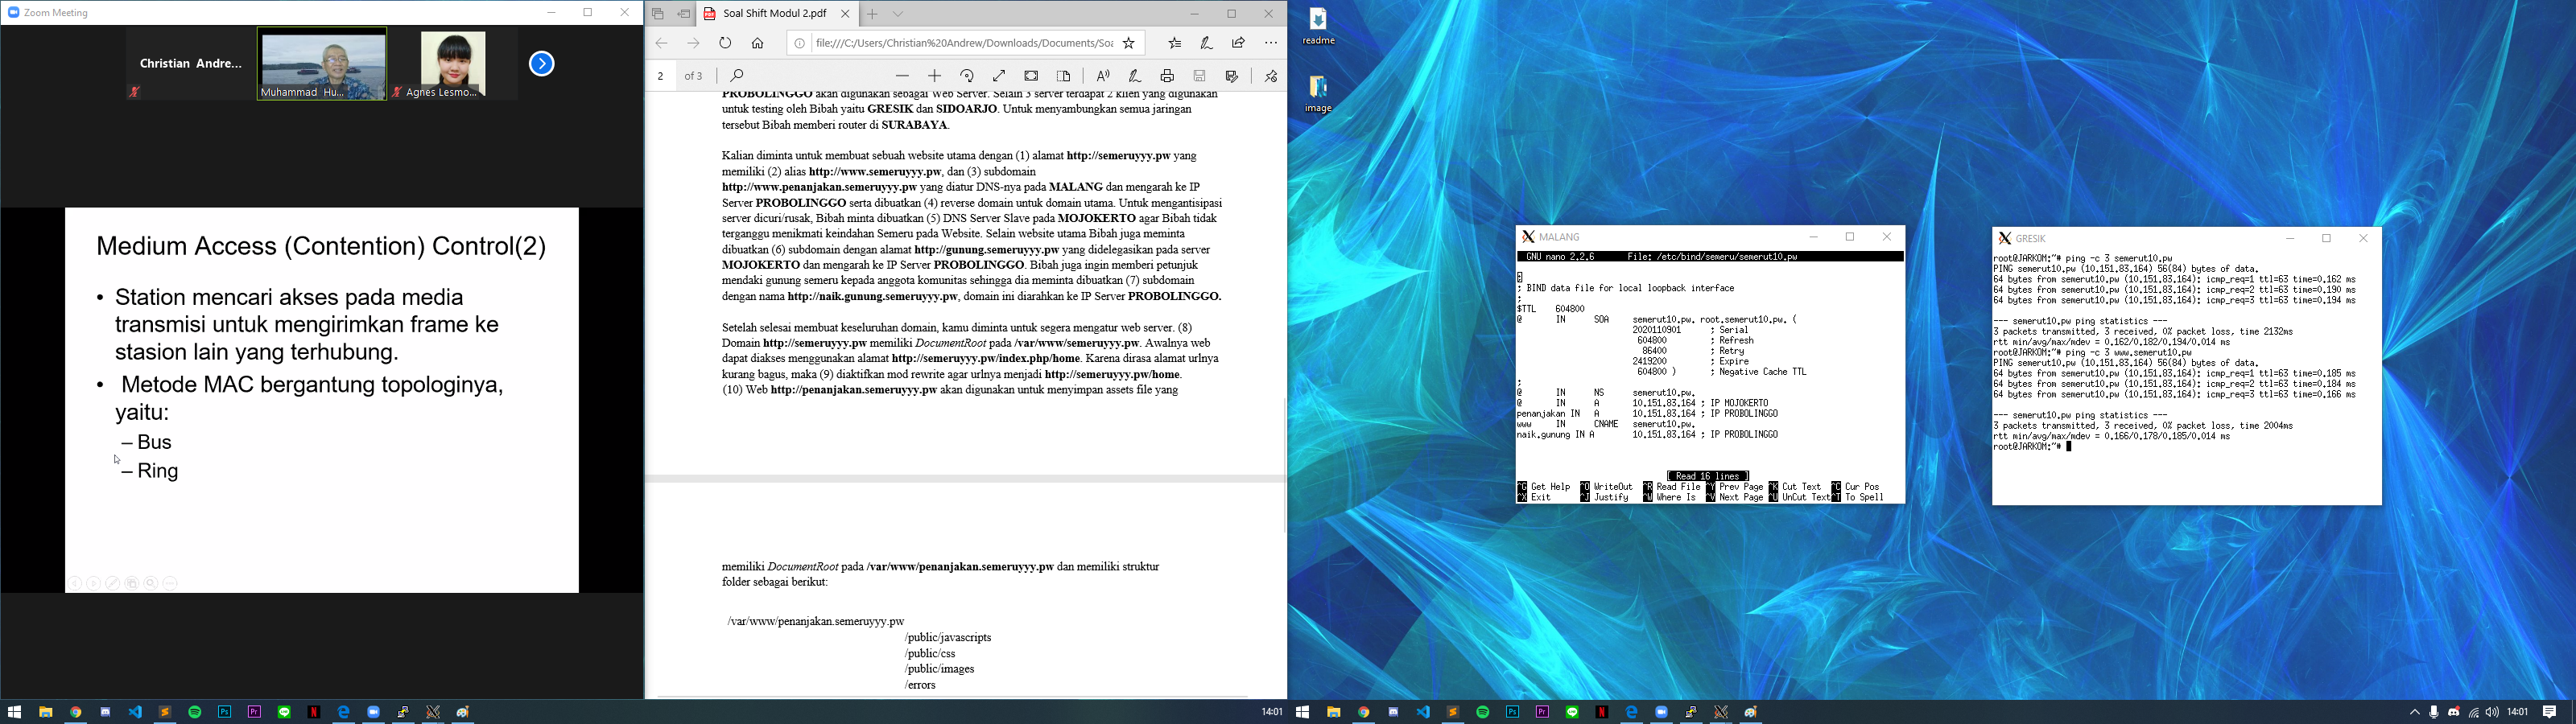 Zoom Meeting
Christian Andre...
Muhammad Hu...
Agnes Lesmo...
Medium Access (Contention) Control(2)
• Station mencari akses pada media
transmisi untuk mengirimkan frame ke
stasion lain yang terhubung.
• Metode MAC bergantung topologinya,
yaitu:
– Bus
– Ring
Soal Shift Modul 2.pdf
file:///C:/Users/Christian%20Andrew/Downloads/Documents/Soa
2 of 3
PROBOLINGGO akan digunakan sebagai Web Server. Selain 3 server terdapat 2 klien yang digunakan
untuk testing oleh Bibah yaitu GRESIK dan SIDOARJO. Untuk menyambungkan semua jaringan
tersebut Bibah memberi router di SURABAYA.
Kalian diminta untuk membuat sebuah website utama dengan (1) alamat http://semeruyyy.pw yang
memiliki (2) alias http://www.semeruyyy.pw, dan (3) subdomain
http://www.penanjakan.semeruyyy.pw yang diatur DNS-nya pada MALANG dan mengarah ke IP
Server PROBOLINGGO serta dibuatkan (4) reverse domain untuk domain utama. Untuk mengantisipasi
server dicuri/rusak, Bibah minta dibuatkan (5) DNS Server Slave pada MOJOKERTO agar Bibah tidak
terganggu menikmati keindahan Semeru pada Website. Selain website utama Bibah juga meminta
dibuatkan (6) subdomain dengan alamat http://gunung.semeruyyy.pw yang didelegasikan pada server
MOJOKERTO dan mengarah ke IP Server PROBOLINGGO. Bibah juga ingin memberi petunjuk
mendaki gunung semeru kepada anggota komunitas sehingga dia meminta dibuatkan (7) subdomain
dengan nama http://naik.gunung.semeruyyy.pw, domain ini diarahkan ke IP Server PROBOLINGGO.
Setelah selesai membuat keseluruhan domain, kamu diminta untuk segera mengatur web server. (8)
Domain http://semeruyyy.pw memiliki DocumentRoot pada /var/www/semeruyyy.pw. Awalnya web
dapat diakses menggunakan alamat http://semeruyyy.pw/index.php/home. Karena dirasa alamat urlnya
kurang bagus, maka (9) diaktifkan mod rewrite agar urlnya menjadi http://semeruyyy.pw/home.
(10) Web http://penanjakan.semeruyyy.pw akan digunakan untuk menyimpan assets file yang
memiliki DocumentRoot pada /var/www/penanjakan.semeruyyy.pw dan memiliki struktur
folder sebagai berikut:
/var/www/penanjakan.semeruyyy.pw
/public/javascripts
/public/css
/public/images
/errors
readme
image
MALANG
GNU nano 2.2.6 File: /etc/bind/semeru/semerut10.pw
;
; BIND data file for local loopback interface
;
$TTL 604800
@ IN SOA semerut10.pw. root.semerut10.pw. (
2020110901 ; Serial
604800 ; Refresh
86400 ; Retry
2419200 ; Expire
604800 ) ; Negative Cache TTL
;
@ IN NS semerut10.pw.
@ IN A 10.151.83.164 ; IP MOJOKERTO
penanjakan IN A 10.151.83.164 ; IP PROBOLINGGO
www IN CNAME semerut10.pw.
naik.gunung IN A 10.151.83.164 ; IP PROBOLINGGO
[ Read 16 lines ]
^G Get Help ^O WriteOut ^R Read File ^Y Prev Page ^K Cut Text ^C Cur Pos
^X Exit ^J Justify ^W Where Is ^V Next Page ^U UnCut Text ^T To Spell
GRESIK
root@JARKOM:~# ping -c 3 semerut10.pw
PING semerut10.pw (10.151.83.164) 56(84) bytes of data.
64 bytes from semerut10.pw (10.151.83.164): icmp_req=1 ttl=63 time=0.162 ms
64 bytes from semerut10.pw (10.151.83.164): icmp_req=2 ttl=63 time=0.190 ms
64 bytes from semerut10.pw (10.151.83.164): icmp_req=3 ttl=63 time=0.194 ms
--- semerut10.pw ping statistics ---
3 packets transmitted, 3 received, 0% packet loss, time 2132ms
rtt min/avg/max/mdev = 0.162/0.182/0.194/0.014 ms
root@JARKOM:~# ping -c 3 www.semerut10.pw
PING semerut10.pw (10.151.83.164) 56(84) bytes of data.
64 bytes from semerut10.pw (10.151.83.164): icmp_req=1 ttl=63 time=0.185 ms
64 bytes from semerut10.pw (10.151.83.164): icmp_req=2 ttl=63 time=0.184 ms
64 bytes from semerut10.pw (10.151.83.164): icmp_req=3 ttl=63 time=0.166 ms
--- semerut10.pw ping statistics ---
3 packets transmitted, 3 received, 0% packet loss, time 2004ms
rtt min/avg/max/mdev = 0.166/0.178/0.185/0.014 ms
root@JARKOM:~#
14:01
14:01